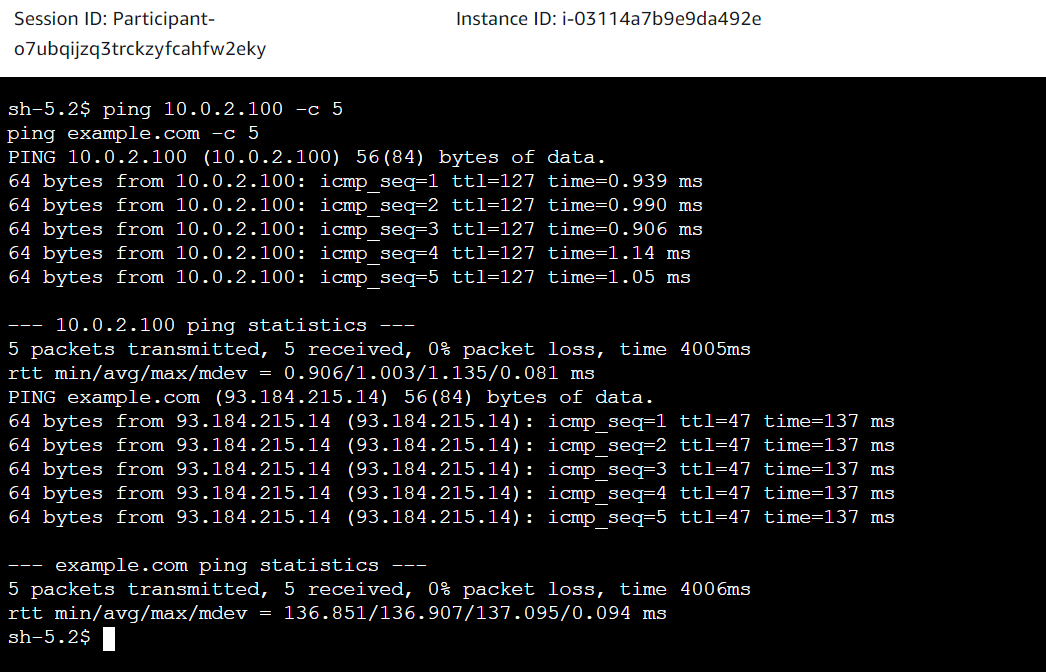 Session ID: Participant-
o7ubqijzq3trckzyfcahfw2eky
Instance ID: i-03114a7b9e9da492e
sh-5.2$ ping 10.0.2.100 -c 5
ping example.com -c 5
PING 10.0.2.100 (10.0.2.100) 56(84) bytes of data.
64 bytes from 10.0.2.100: icmp_seq=1 ttl=127 time=0.939 ms
64 bytes from 10.0.2.100: icmp_seq=2 ttl=127 time=0.990 ms
64 bytes from 10.0.2.100: icmp_seq=3 ttl=127 time=0.906 ms
64 bytes from 10.0.2.100: icmp_seq=4 ttl=127 time=1.14 ms
64 bytes from 10.0.2.100: icmp_seq=5 ttl=127 time=1.05 ms
--- 10.0.2.100 ping statistics ---
5 packets transmitted, 5 received, 0% packet loss, time 4005ms
rtt min/avg/max/mdev = 0.906/1.003/1.135/0.081 ms
PING example.com (93.184.215.14) 56(84) bytes of data.
64 bytes from 93.184.215.14 (93.184.215.14): icmp_seq=1 ttl=47 time=137 ms
64 bytes from 93.184.215.14 (93.184.215.14): icmp_seq=2 ttl=47 time=137 ms
64 bytes from 93.184.215.14 (93.184.215.14): icmp_seq=3 ttl=47 time=137 ms
64 bytes from 93.184.215.14 (93.184.215.14): icmp_seq=4 ttl=47 time=137 ms
64 bytes from 93.184.215.14 (93.184.215.14): icmp_seq=5 ttl=47 time=137 ms
--- example.com ping statistics ---
5 packets transmitted, 5 received, 0% packet loss, time 4006ms
rtt min/avg/max/mdev = 136.851/136.907/137.095/0.094 ms
sh-5.2$